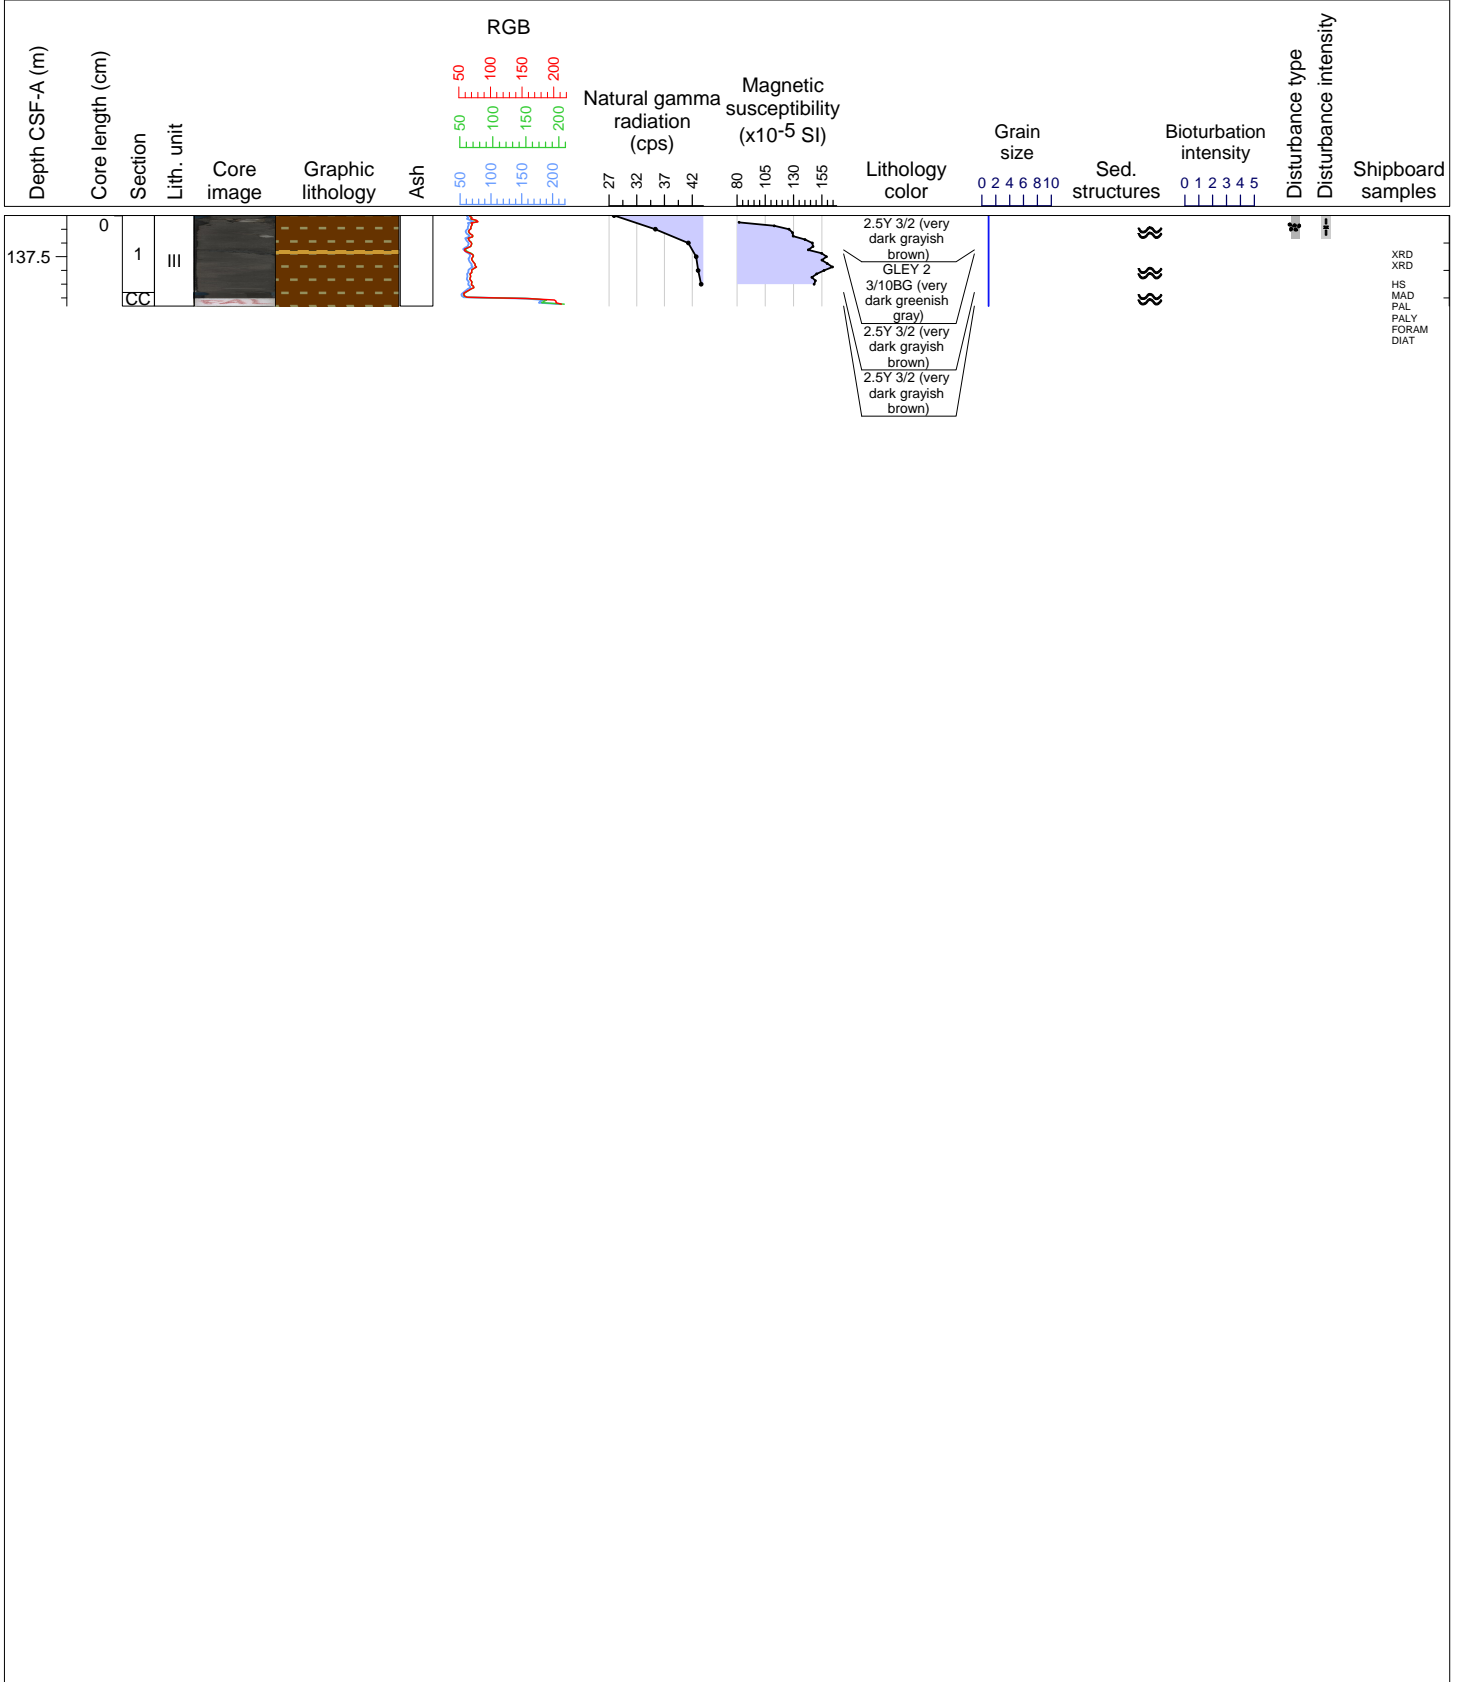 RGB
Depth CSF-A (m)
Core length (cm)
Section
Lith. unit
Core
image
Graphic
lithology
Ash
50 100 150 200
50 100 150 200
50 100 150 200
Natural gamma
radiation
(cps)
27 32 37 42
Magnetic
susceptibility
(x10-5 SI)
80 105 130 155
Lithology
color
Grain
size
0 2 4 6 8 10
Sed.
structures
Bioturbation
intensity
0 1 2 3 4 5
Disturbance type
Disturbance intensity
Shipboard
samples
0
137.5
1
CC
III
PAL
2.5Y 3/2 (very
dark grayish
brown)
GLEY 2
3/10BG (very
dark greenish
gray)
2.5Y 3/2 (very
dark grayish
brown)
2.5Y 3/2 (very
dark grayish
brown)
XRD
XRD
HS
MAD
PAL
PALY
FORAM
DIAT